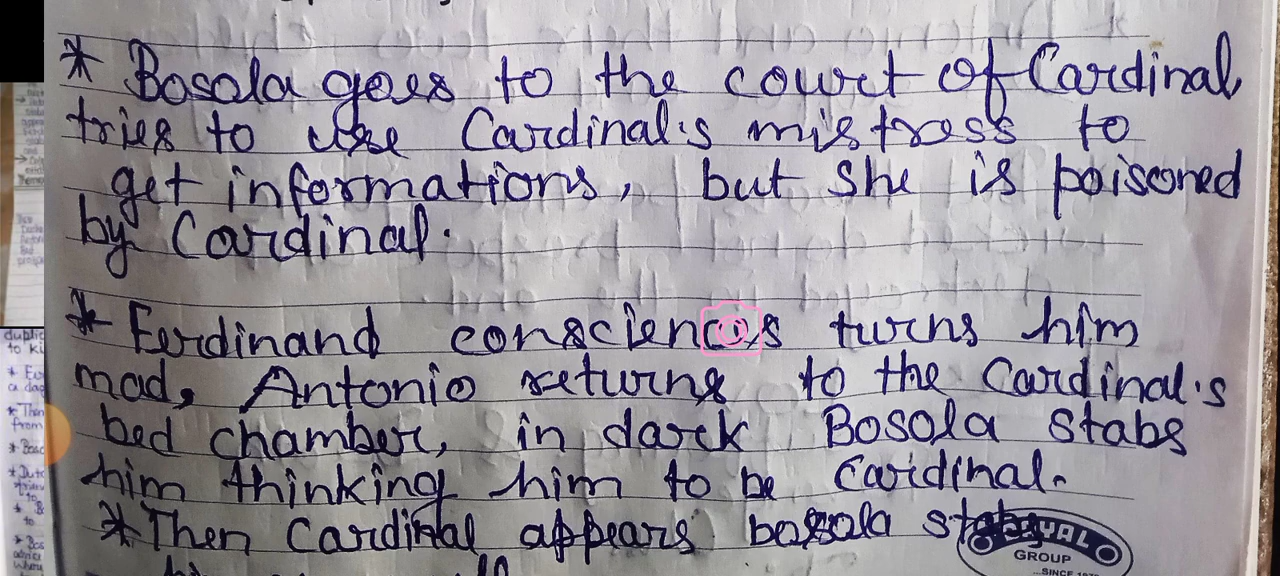 * Bosola goes to the court of Cardinal
tries to use Cardinal's mistress to
get informations, but she is poisoned
by Cardinal.
* Ferdinand consciences turns him
mad, Antonio returns to the Cardinal's
bed chamber, in dark Bosola stabs
him thinking him to be Cardinal.
* Then Cardinal appears bosola
GROUP